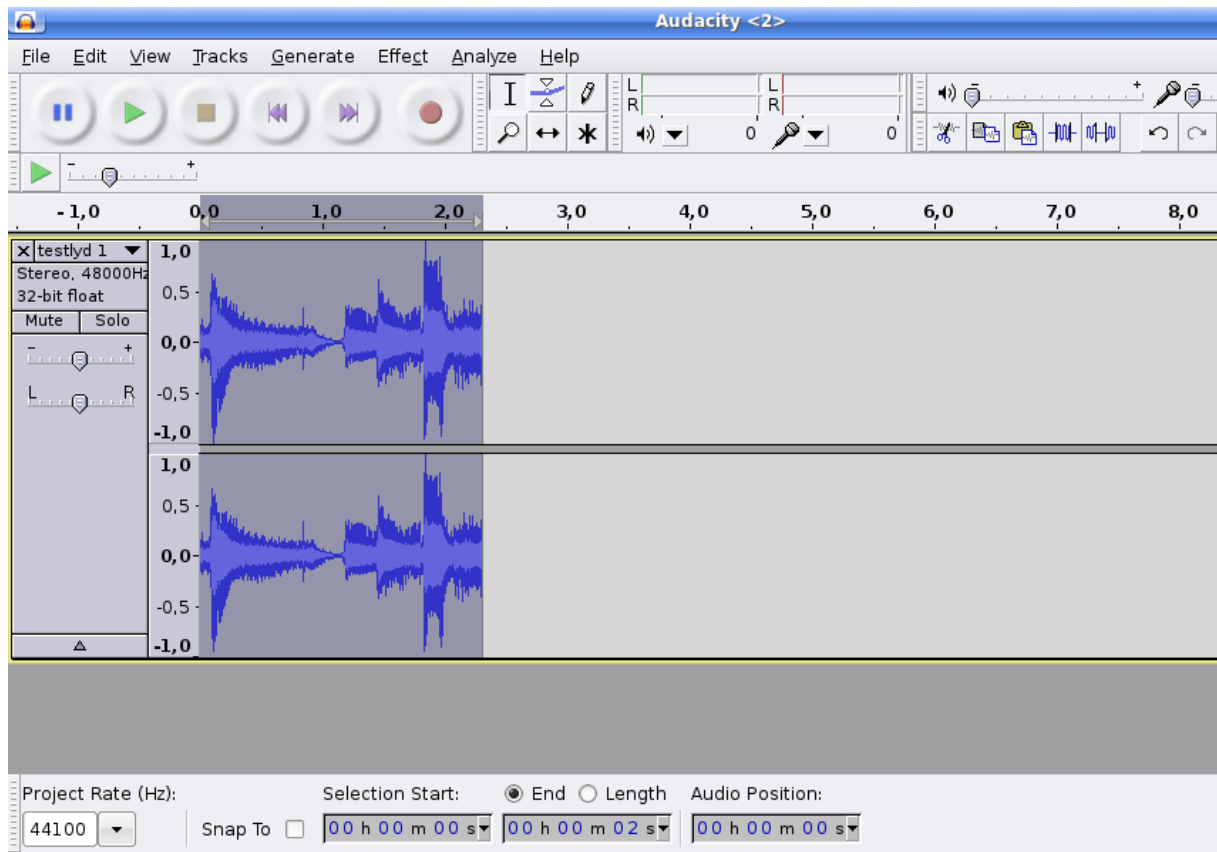 Audacity <2>
File Edit View Tracks Generate Effect Analyze Help
L
R
L
R
0
0
- +
- +
- 1,0 0,0 1,0 2,0 3,0 4,0 5,0 6,0 7,0 8,0
testlyd 1
Stereo, 48000Hz
32-bit float
Mute Solo
- +
L R
1,0
0,5
0,0
-0,5
-1,0
1,0
0,5
0,0
-0,5
-1,0
Project Rate (Hz): Selection Start: End Length Audio Position:
44100 Snap To 00 h 00 m 00 s 00 h 00 m 02 s 00 h 00 m 00 s